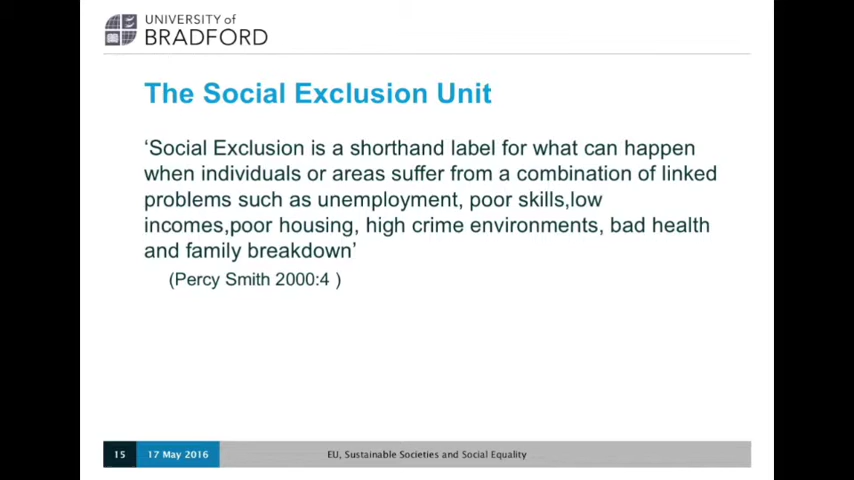 UNIVERSITY of
BRADFORD
The Social Exclusion Unit
‘Social Exclusion is a shorthand label for what can happen
when individuals or areas suffer from a combination of linked
problems such as unemployment, poor skills,low
incomes,poor housing, high crime environments, bad health
and family breakdown’
(Percy Smith 2000:4 )
15 17 May 2016 EU, Sustainable Societies and Social Equality